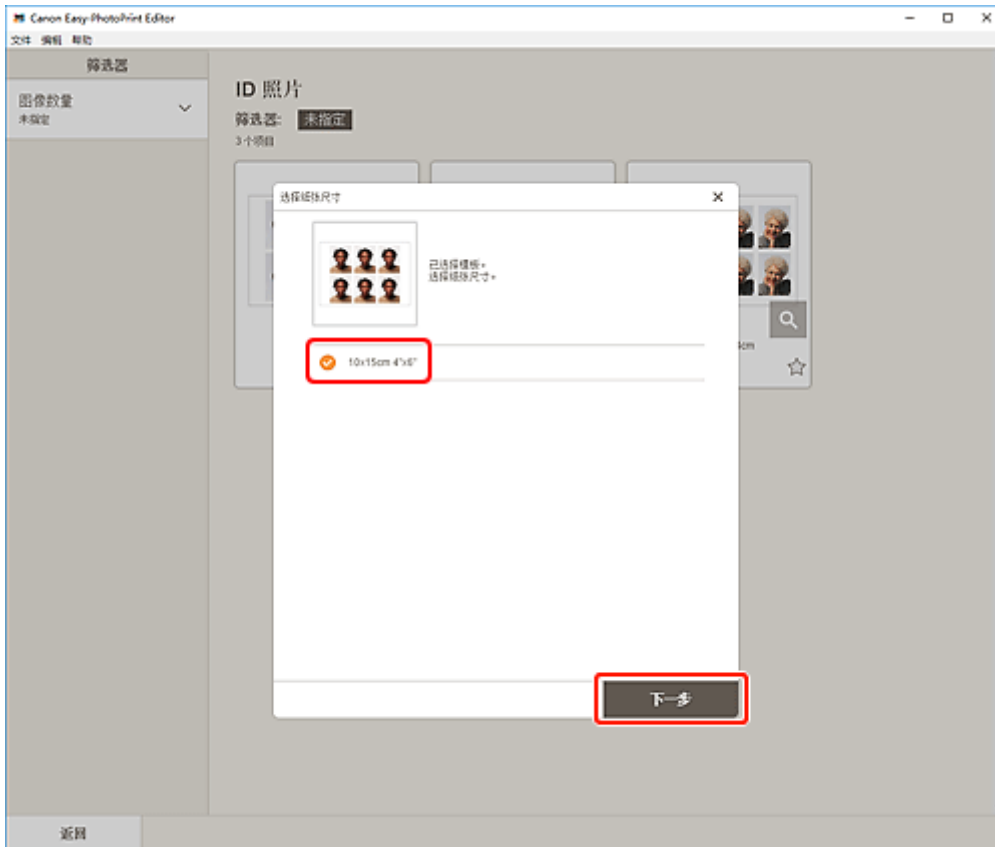 Canon Easy-PhotoPrint Editor
文件 编辑 帮助
筛选器
图像数量
未指定
ID 照片
筛选器: 未指定
3 个项目
选择纸张尺寸
已选择模板。
选择纸张尺寸。
10x15cm 4"x6"
cm
下一步
返回